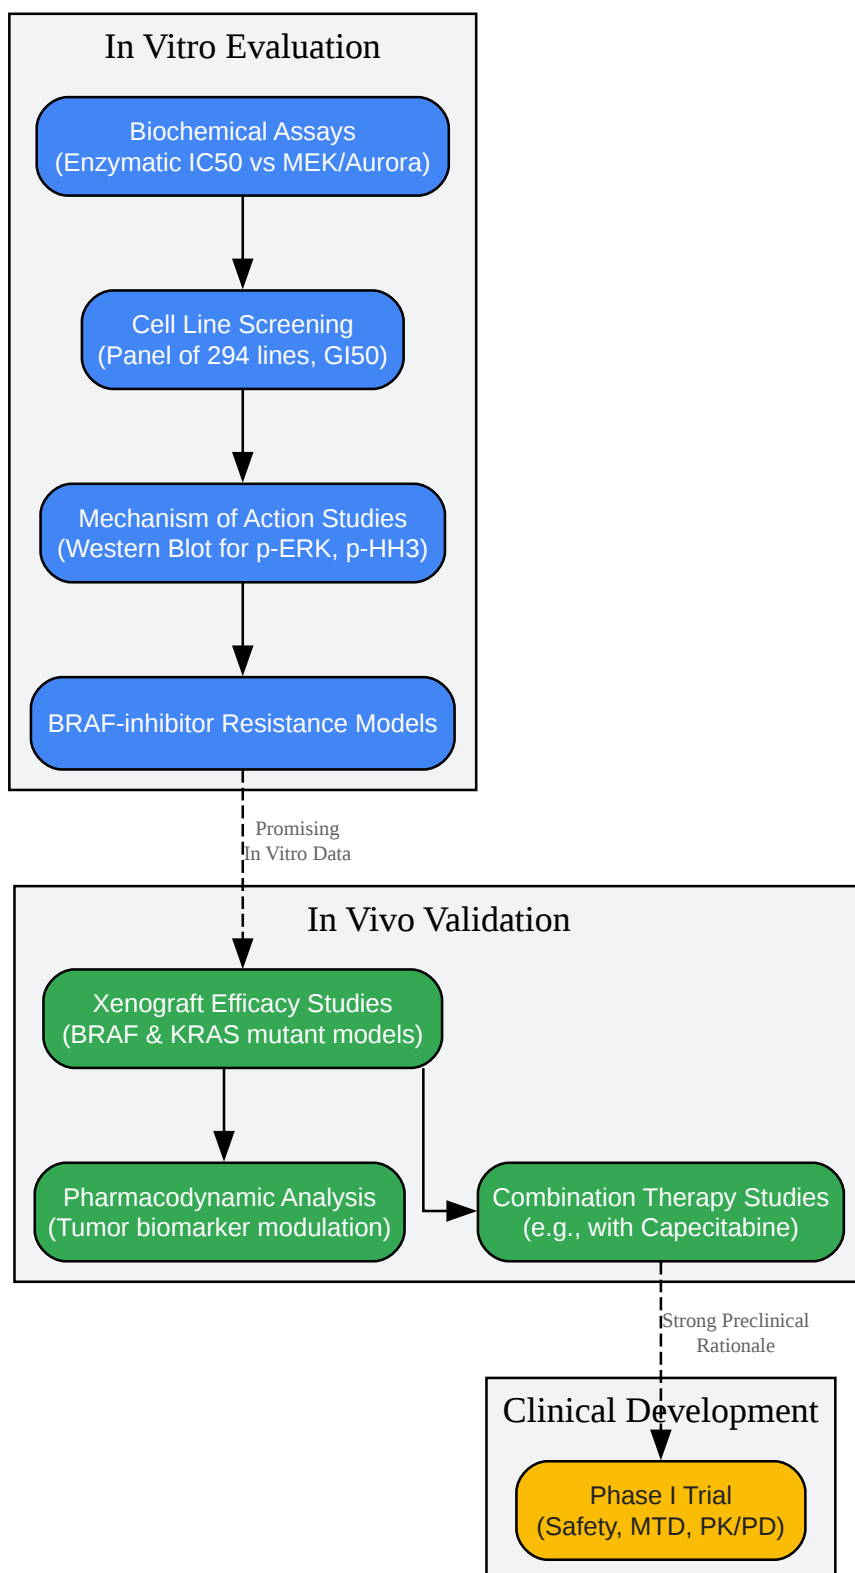 In Vitro Evaluation
Biochemical Assays
(Enzymatic IC50 vs MEK/Aurora)
Cell Line Screening
(Panel of 294 lines, GI50)
Mechanism of Action Studies
(Western Blot for p-ERK, p-HH3)
BRAF-inhibitor Resistance Models
Promising
In Vitro Data
In Vivo Validation
Xenograft Efficacy Studies
(BRAF & KRAS mutant models)
Pharmacodynamic Analysis
(Tumor biomarker modulation)
Combination Therapy Studies
(e.g., with Capecitabine)
Strong Preclinical
Rationale
Clinical Development
Phase I Trial
(Safety, MTD, PK/PD)